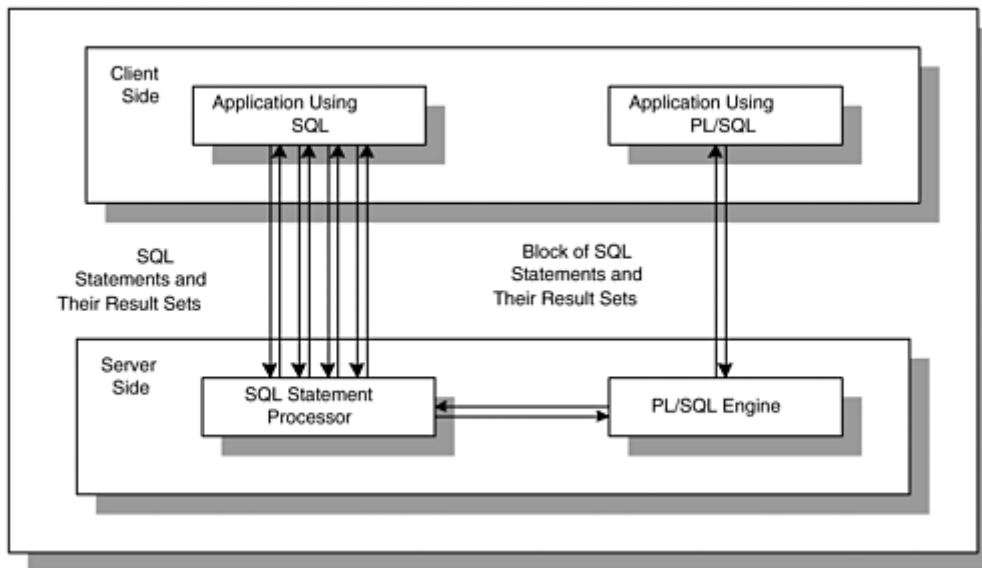 Client
Side
Application Using
SQL
Application Using
PL/SQL
SQL
Statements and
Their Result Sets
Block of SQL
Statements and
Their Result Sets
Server
Side
SQL Statement
Processor
PL/SQL Engine